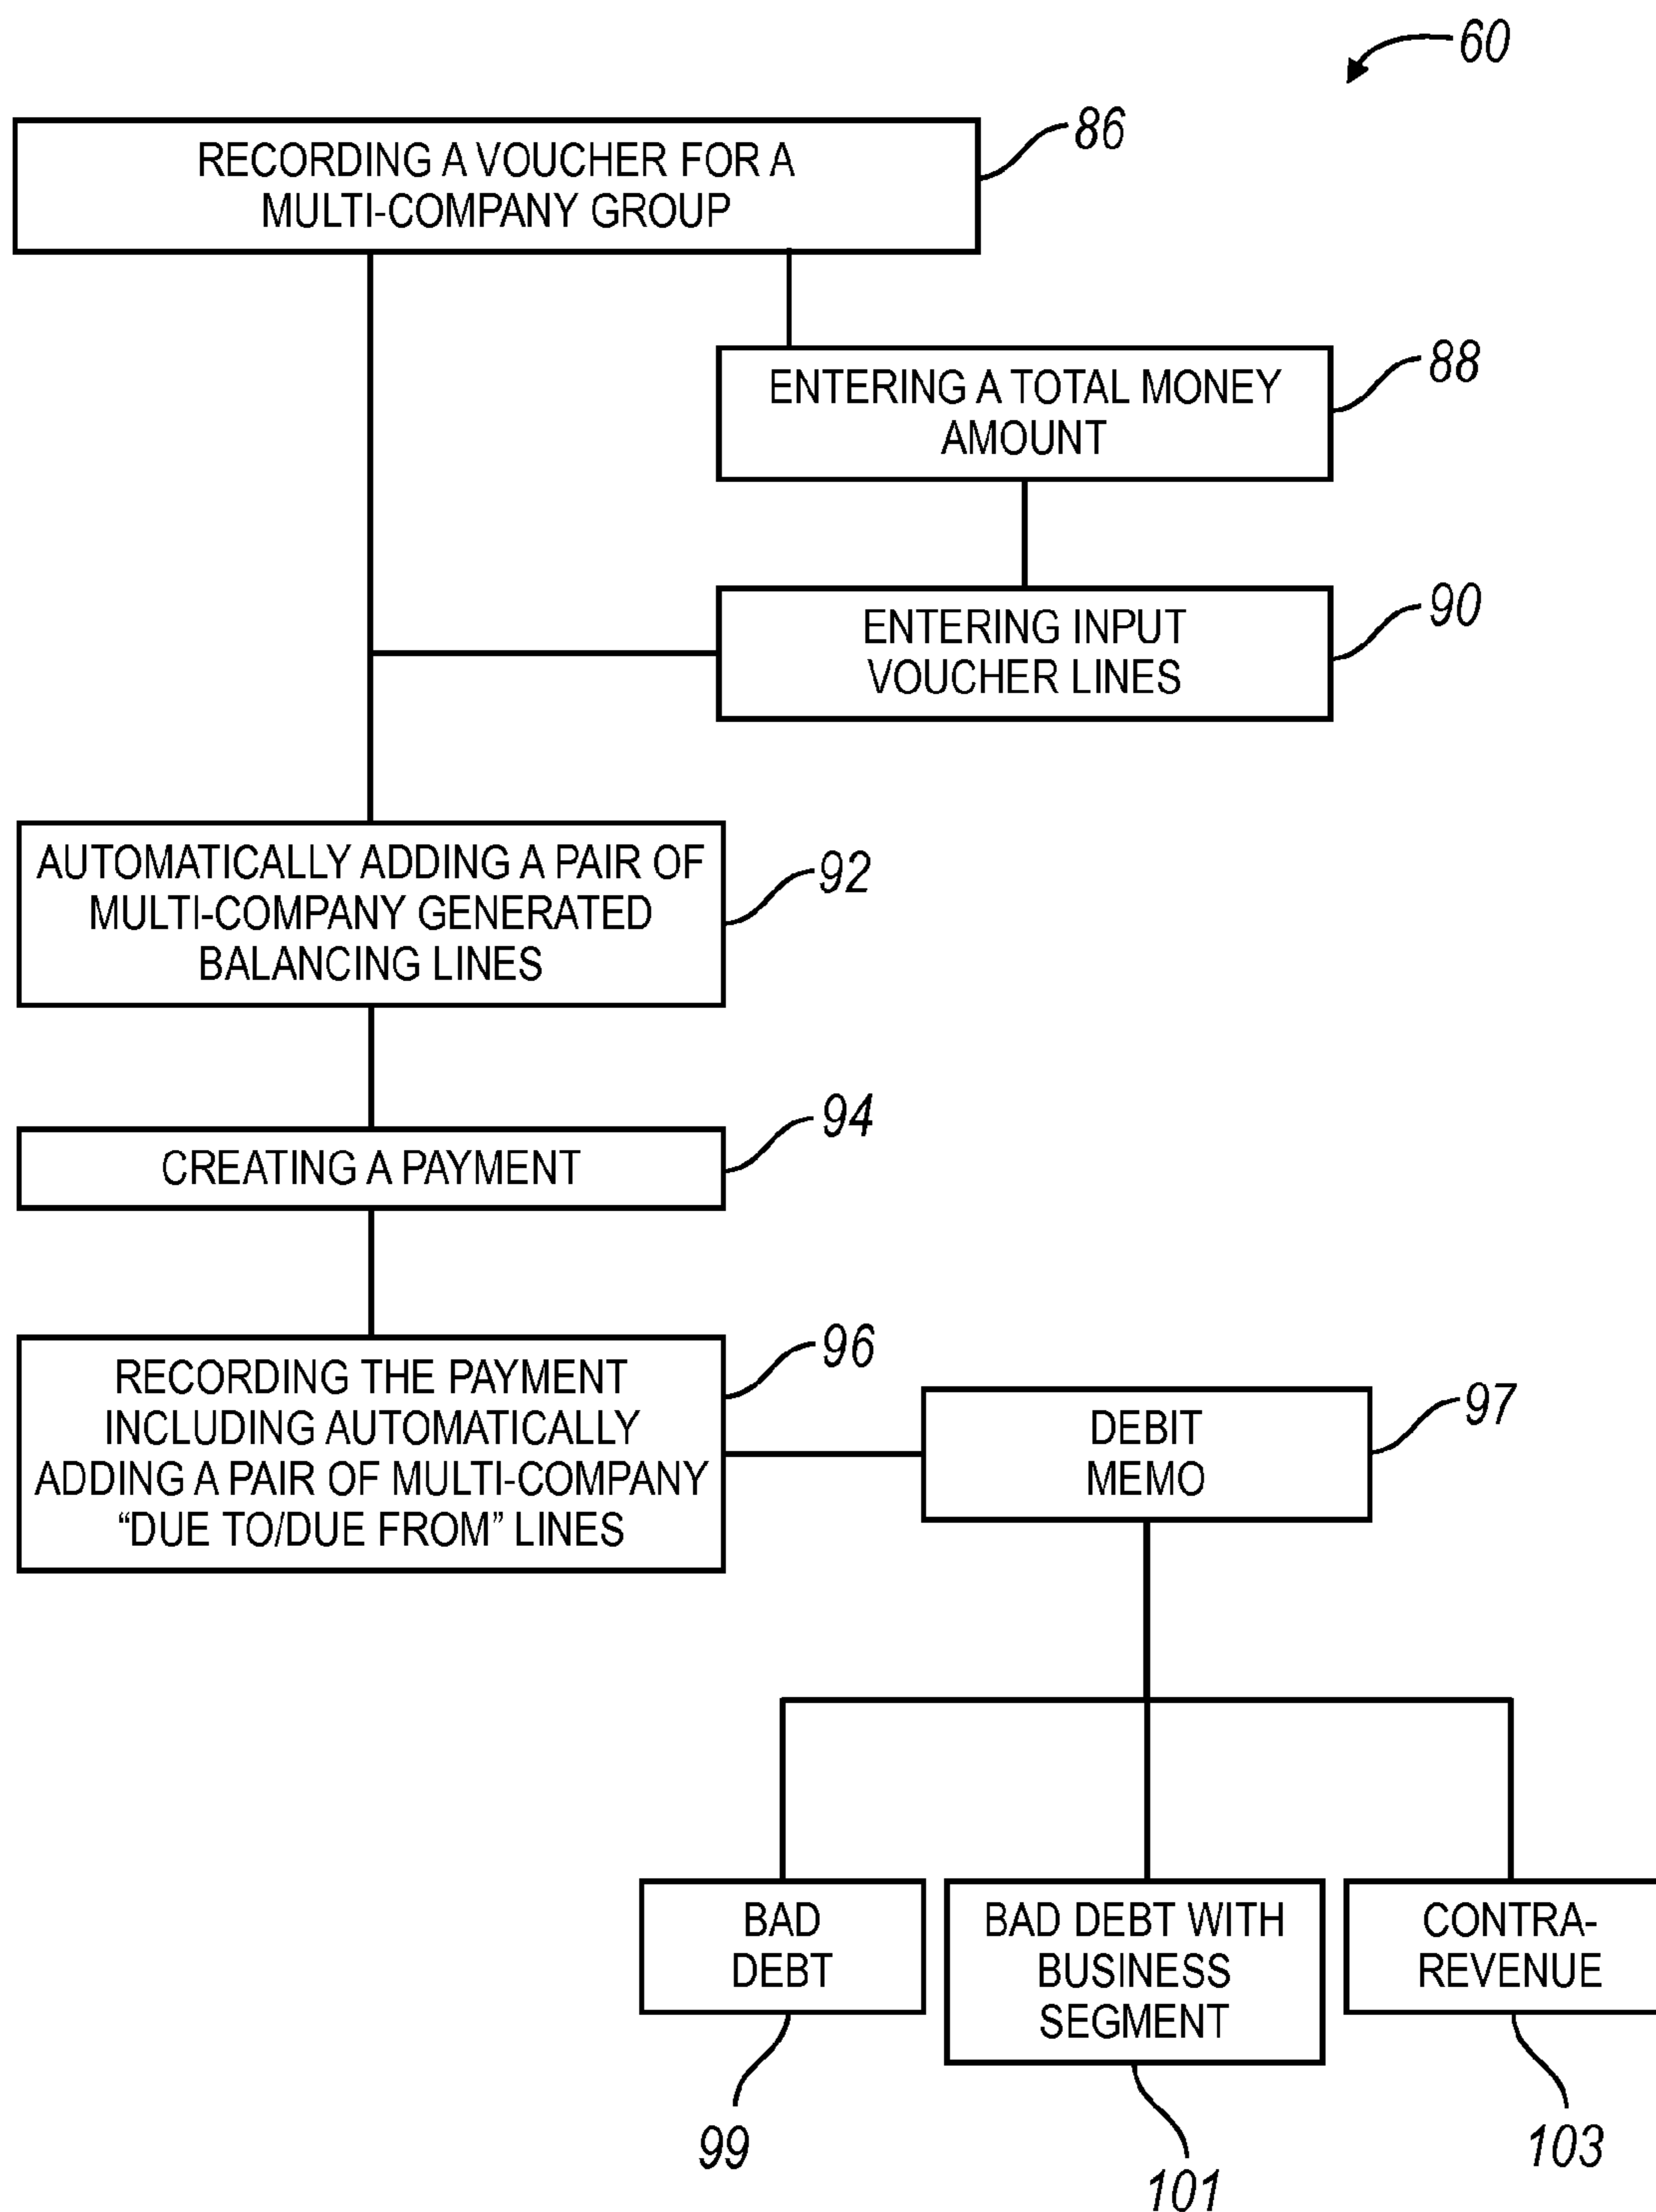 60
RECORDING A VOUCHER FOR A
MULTI-COMPANY GROUP
86
ENTERING A TOTAL MONEY
AMOUNT
88
ENTERING INPUT
VOUCHER LINES
90
AUTOMATICALLY ADDING A PAIR OF
MULTI-COMPANY GENERATED
BALANCING LINES
92
CREATING A PAYMENT
94
RECORDING THE PAYMENT
INCLUDING AUTOMATICALLY
ADDING A PAIR OF MULTI-COMPANY
“DUE TO/DUE FROM” LINES
96
DEBIT
MEMO
97
BAD
DEBT
99
BAD DEBT WITH
BUSINESS
SEGMENT
101
CONTRA-
REVENUE
103